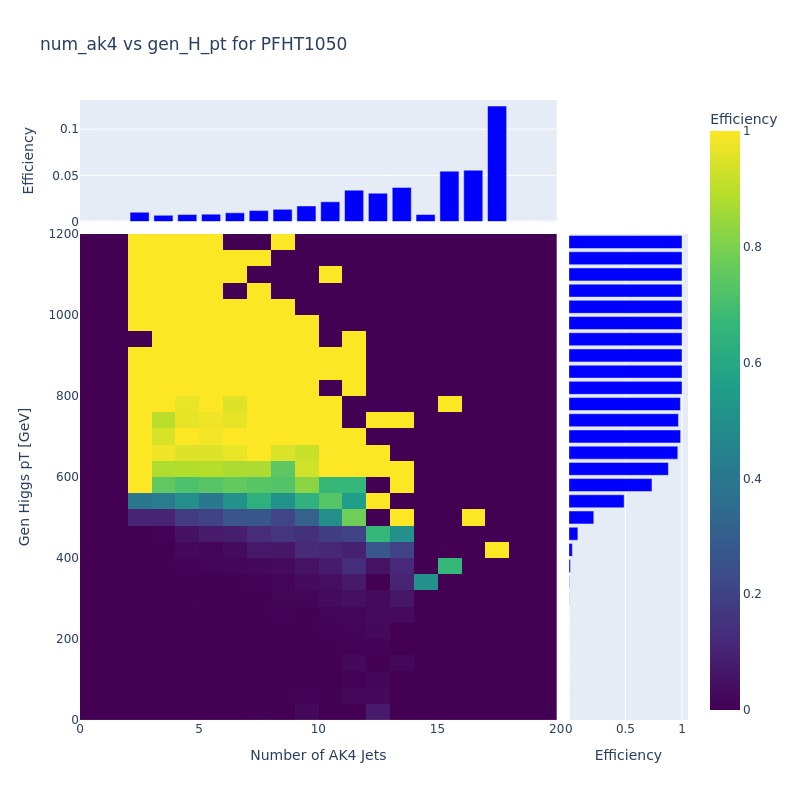 num_ak4 vs gen_H_pt for PFHT1050
Efficiency
0.1
0.05
0
Efficiency
1
0.8
0.6
0.4
0.2
0
Gen Higgs pT [GeV]
1200
1000
800
600
400
200
0
0 5 10 15 20
Number of AK4 Jets
0 0.5 1
Efficiency